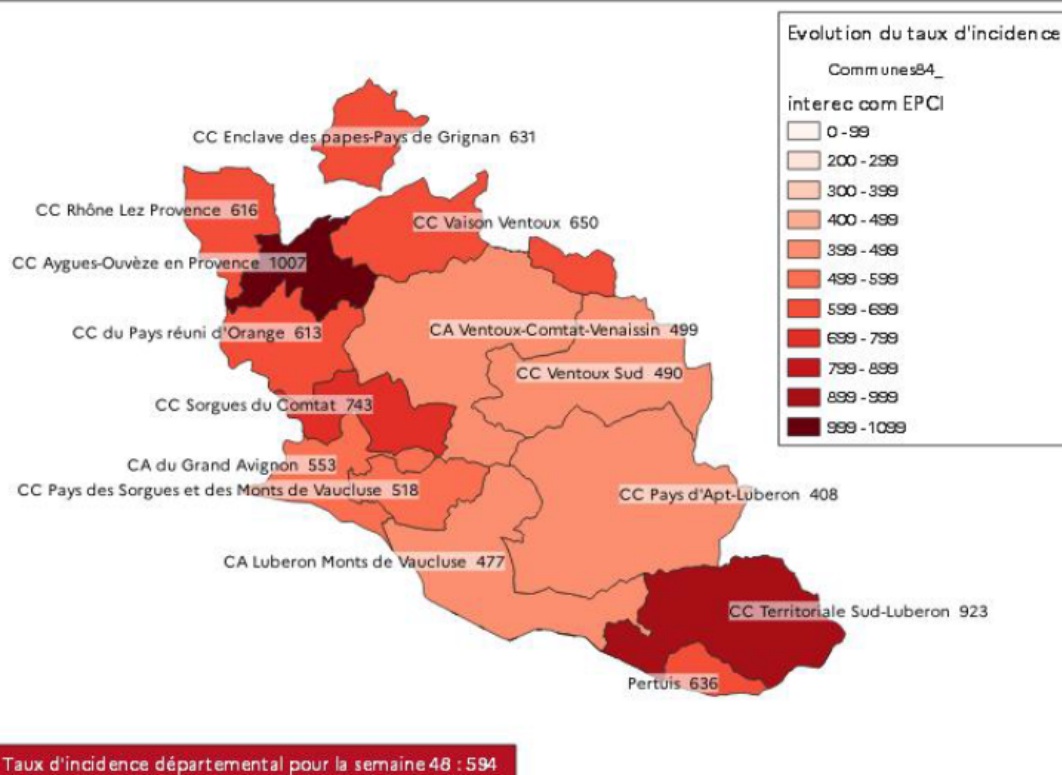 Evolution du taux d'incidence
Communes84_
interec com EPCI
0 - 99
200 - 299
300 - 399
400 - 499
399 - 499
499 - 599
599 - 699
699 - 799
799 - 899
899 - 999
999 - 1099
CC Enclave des papes-Pays de Grignan 631
CC Rhône Lez Provence 616
CC Vaison Ventoux 650
CC Aygues-Ouvèze en Provence 1007
CC du Pays réuni d'Orange 613
CA Ventoux-Comtat-Venaissin 499
CC Ventoux Sud 490
CC Sorgues du Comtat 743
CA du Grand Avignon 553
CC Pays des Sorgues et des Monts de Vaucluse 518
CC Pays d'Apt-Luberon 408
CA Luberon Monts de Vaucluse 477
CC Territoriale Sud-Luberon 923
Pertuis 636
Taux d'incidence départemental pour la semaine 48 : 594